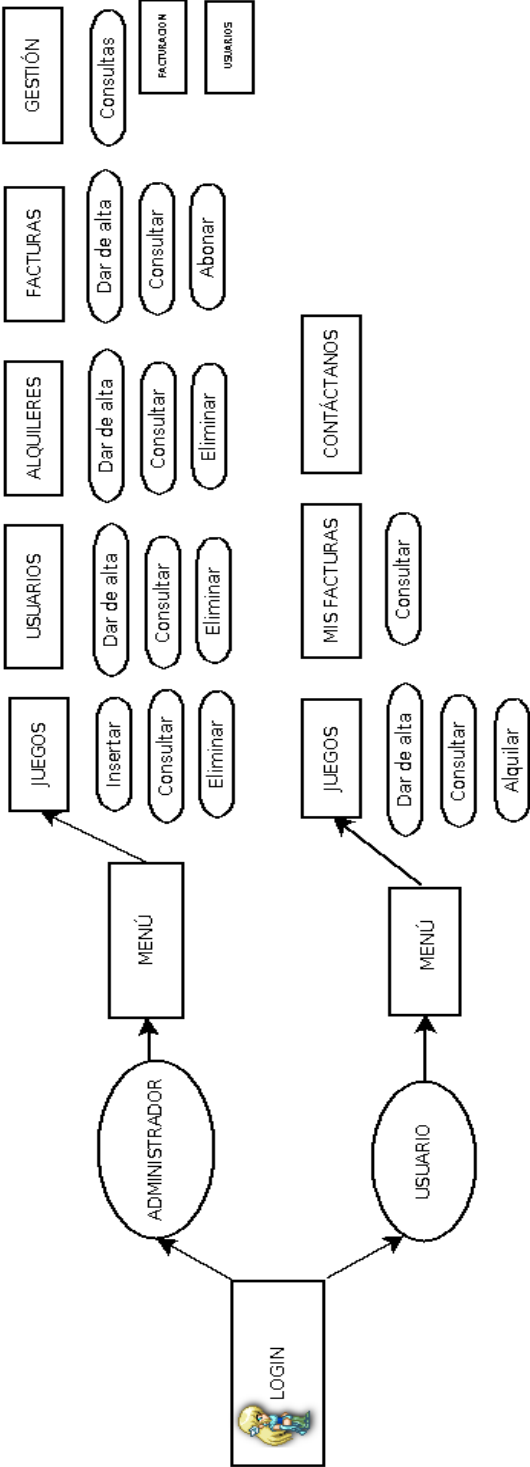 LOGIN
ADMINISTRADOR
MENÚ
JUEGOS
Insertar
Consultar
Eliminar
USUARIOS
Dar de alta
Consultar
Eliminar
ALQUILERES
Dar de alta
Consultar
Eliminar
FACTURAS
Dar de alta
Consultar
Abonar
GESTIÓN
Consultas
FACTURACION
USUARIOS
USUARIO
MENÚ
JUEGOS
Dar de alta
Consultar
Alquilar
MIS FACTURAS
Consultar
CONTÁCTANOS